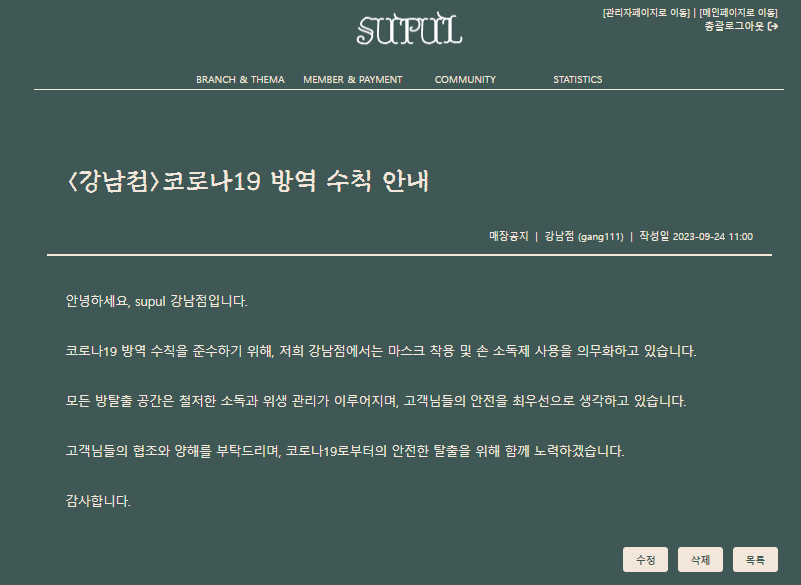 SUPUL
[관리자페이지로 이동] | [메인페이지로 이동]
총괄로그아웃
BRANCH & THEMA MEMBER & PAYMENT COMMUNITY STATISTICS
<강남점>코로나19 방역 수칙 안내
매장공지 | 강남점 (gang111) | 작성일 2023-09-24 11:00
안녕하세요, supul 강남점입니다.
코로나19 방역 수칙을 준수하기 위해, 저희 강남점에서는 마스크 착용 및 손 소독제 사용을 의무화하고 있습니다.
모든 방탈출 공간은 철저한 소독과 위생 관리가 이루어지며, 고객님들의 안전을 최우선으로 생각하고 있습니다.
고객님들의 협조와 양해를 부탁드리며, 코로나19로부터의 안전한 탈출을 위해 함께 노력하겠습니다.
감사합니다.
수정 삭제 목록